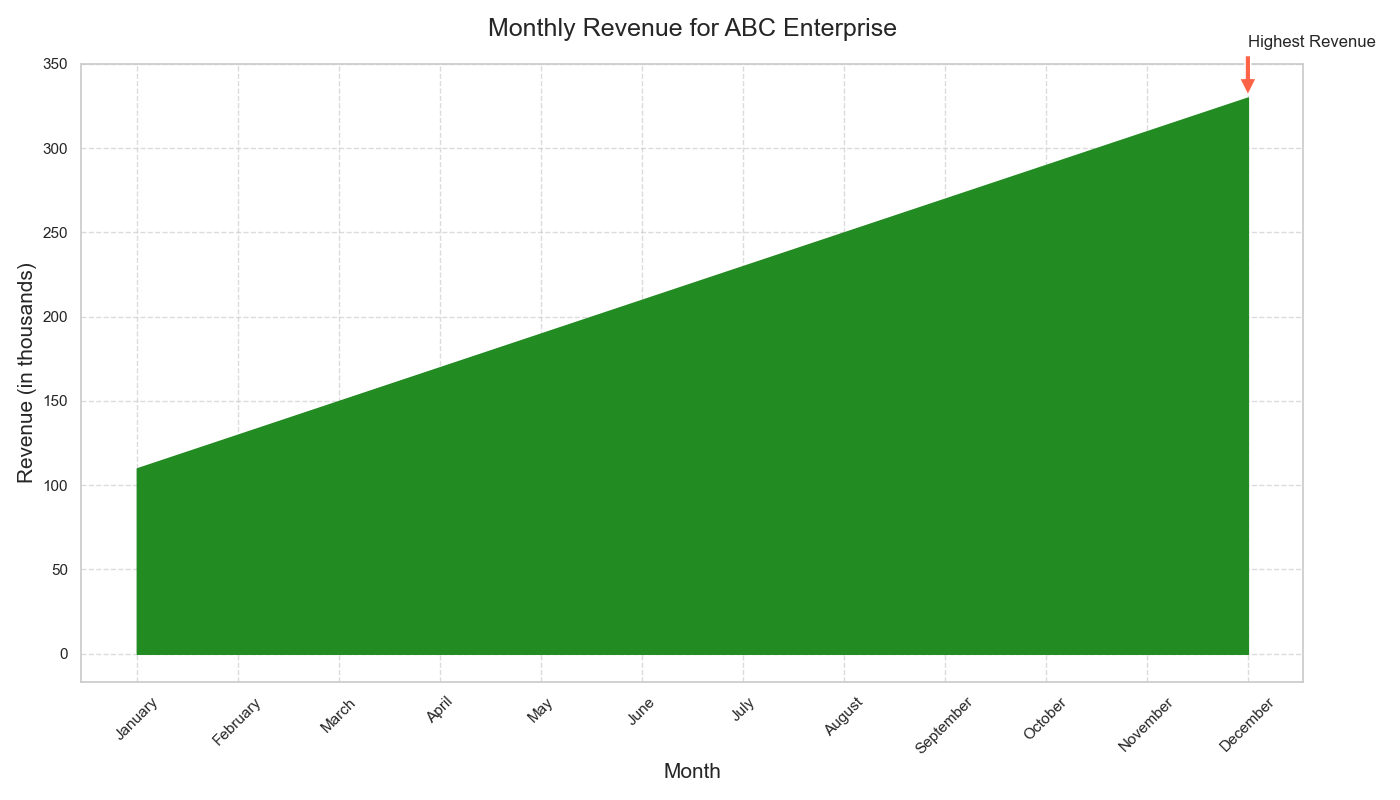 Monthly Revenue for ABC Enterprise
Highest Revenue
Revenue (in thousands)
350
300
250
200
150
100
50
0
January
February
March
April
May
June
July
August
September
October
November
December
Month